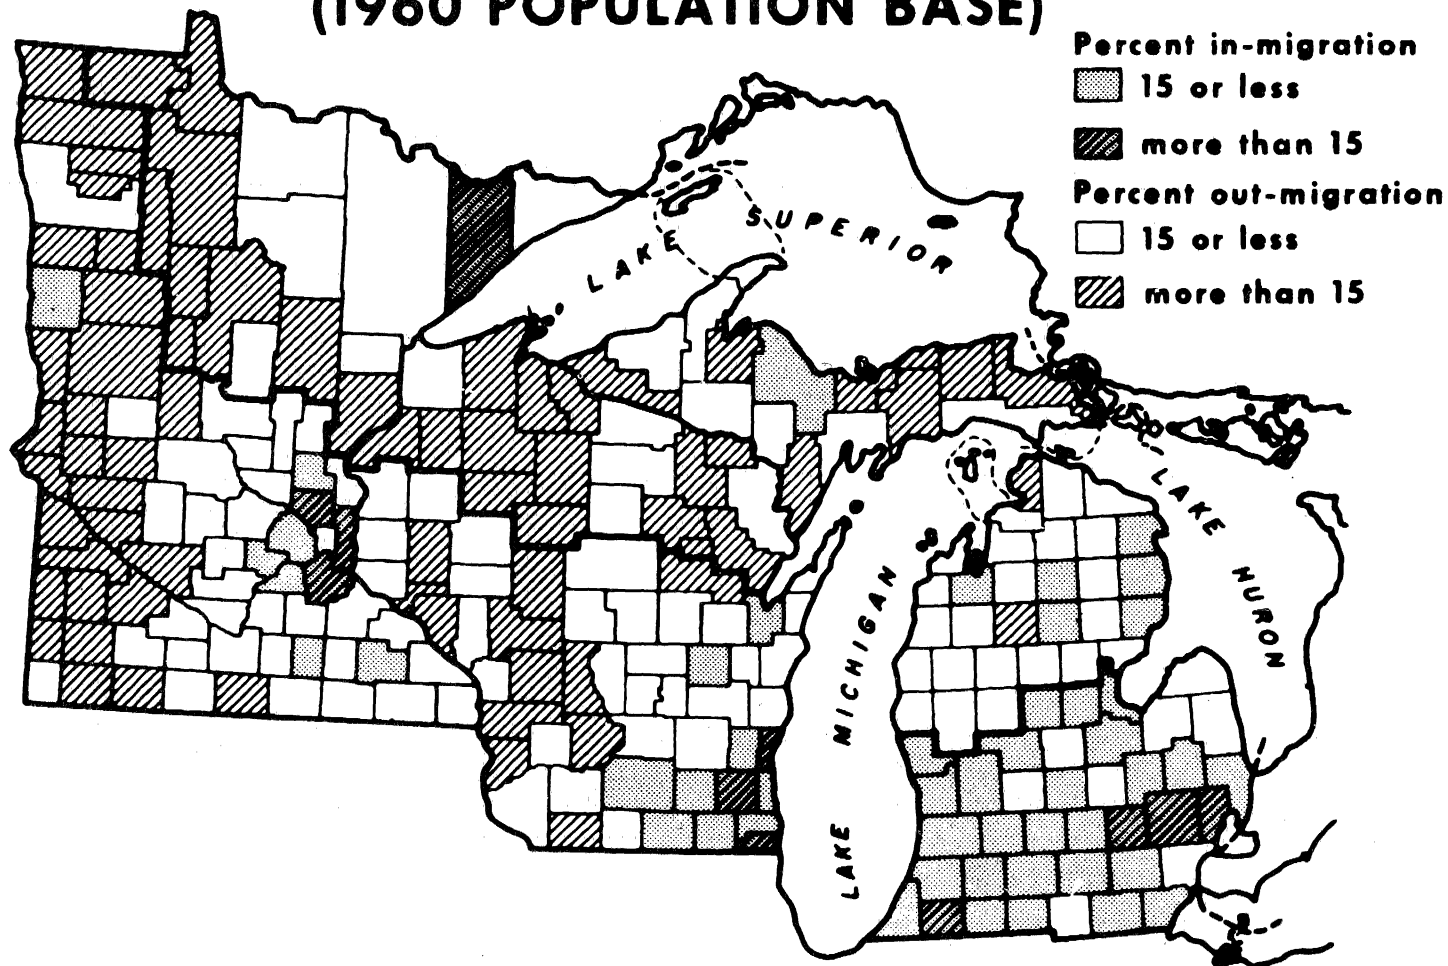 (1960 POPULATION BASE)
Percent in-migration
15 or less
more than 15
Percent out-migration
15 or less
more than 15
LAKE SUPERIOR
LAKE HURON
LAKE MICHIGAN